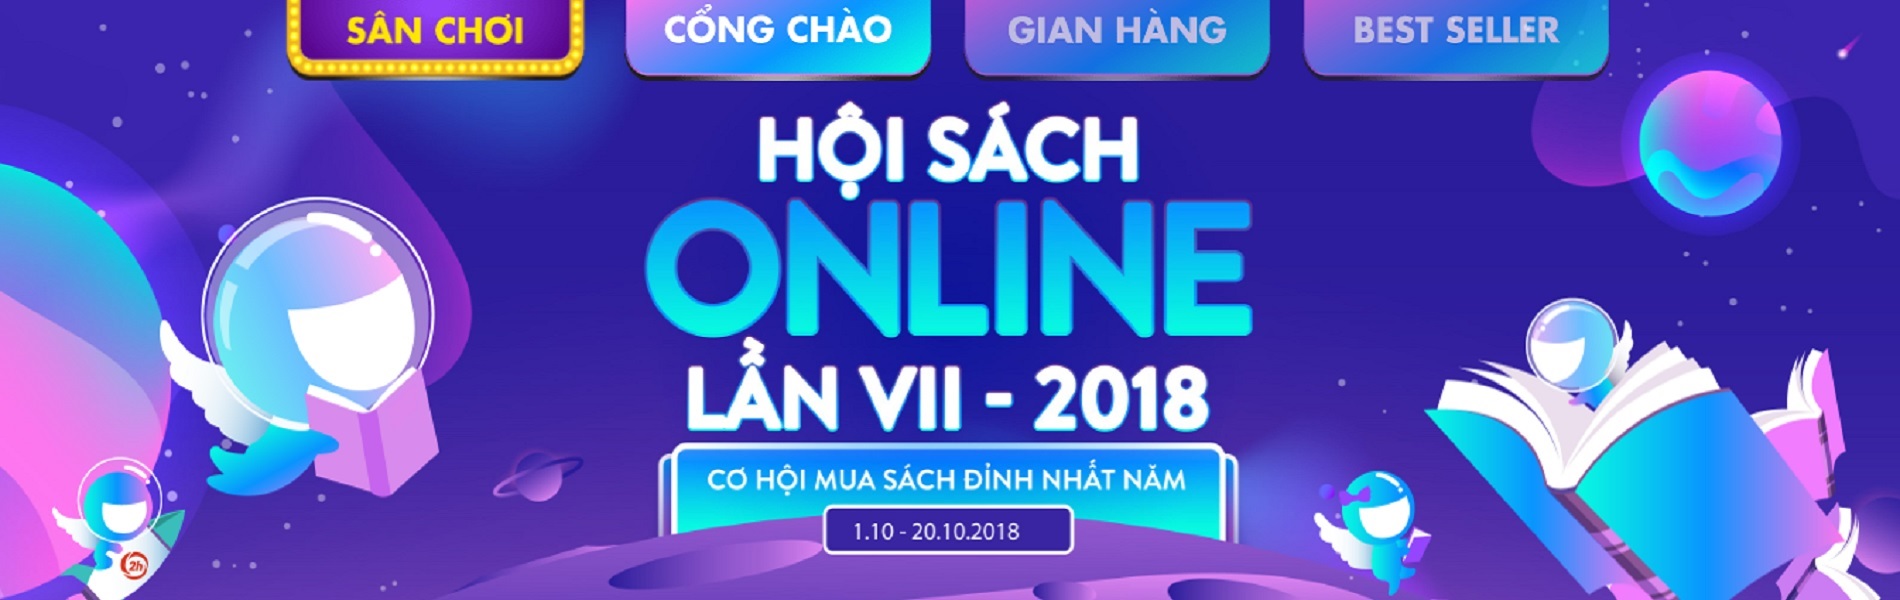 SÂN CHƠI
CỔNG CHÀO
GIAN HÀNG
BEST SELLER
HỘI SÁCH
ONLINE
LẦN VII - 2018
CƠ HỘI MUA SÁCH ĐỈNH NHẤT NĂM
1.10 - 20.10.2018
2h